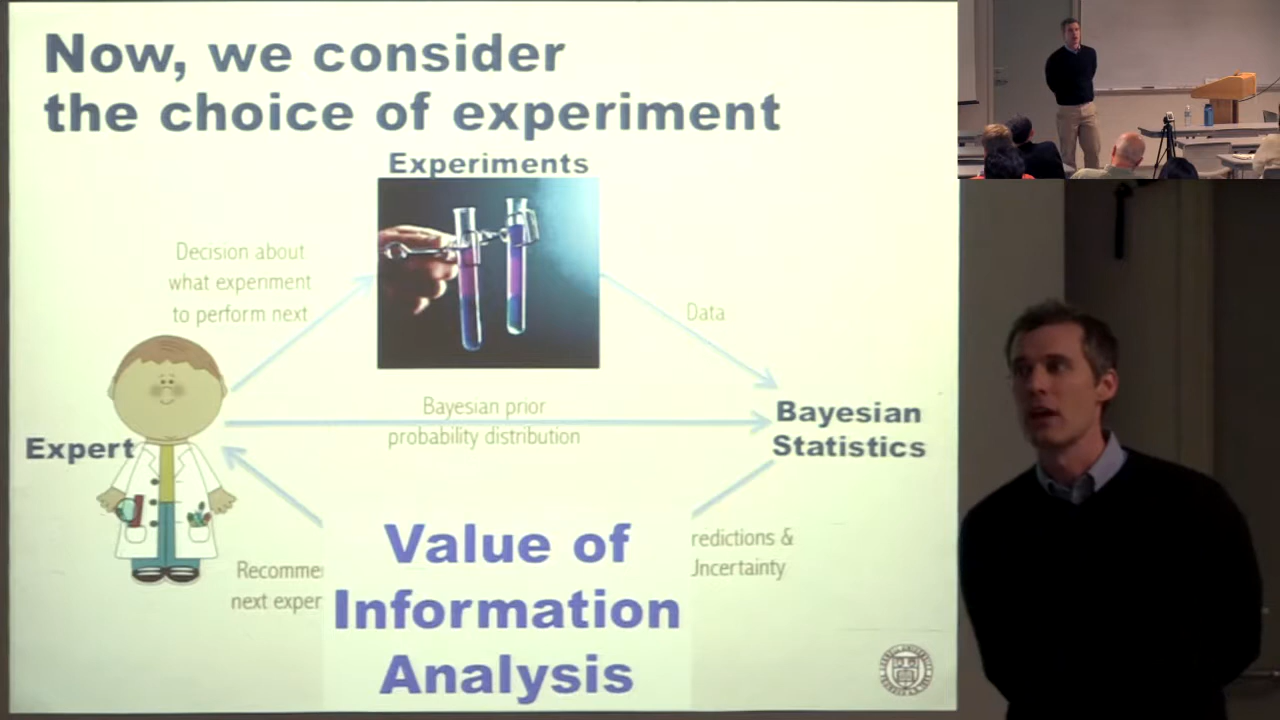 Now, we consider
the choice of experiment
Experiments
Decision about
what experiment
to perform next
Data
Bayesian prior
probability distribution
Bayesian
Statistics
Expert
redictions &
Uncertainty
Recomme
next exper
Value of
Information
Analysis